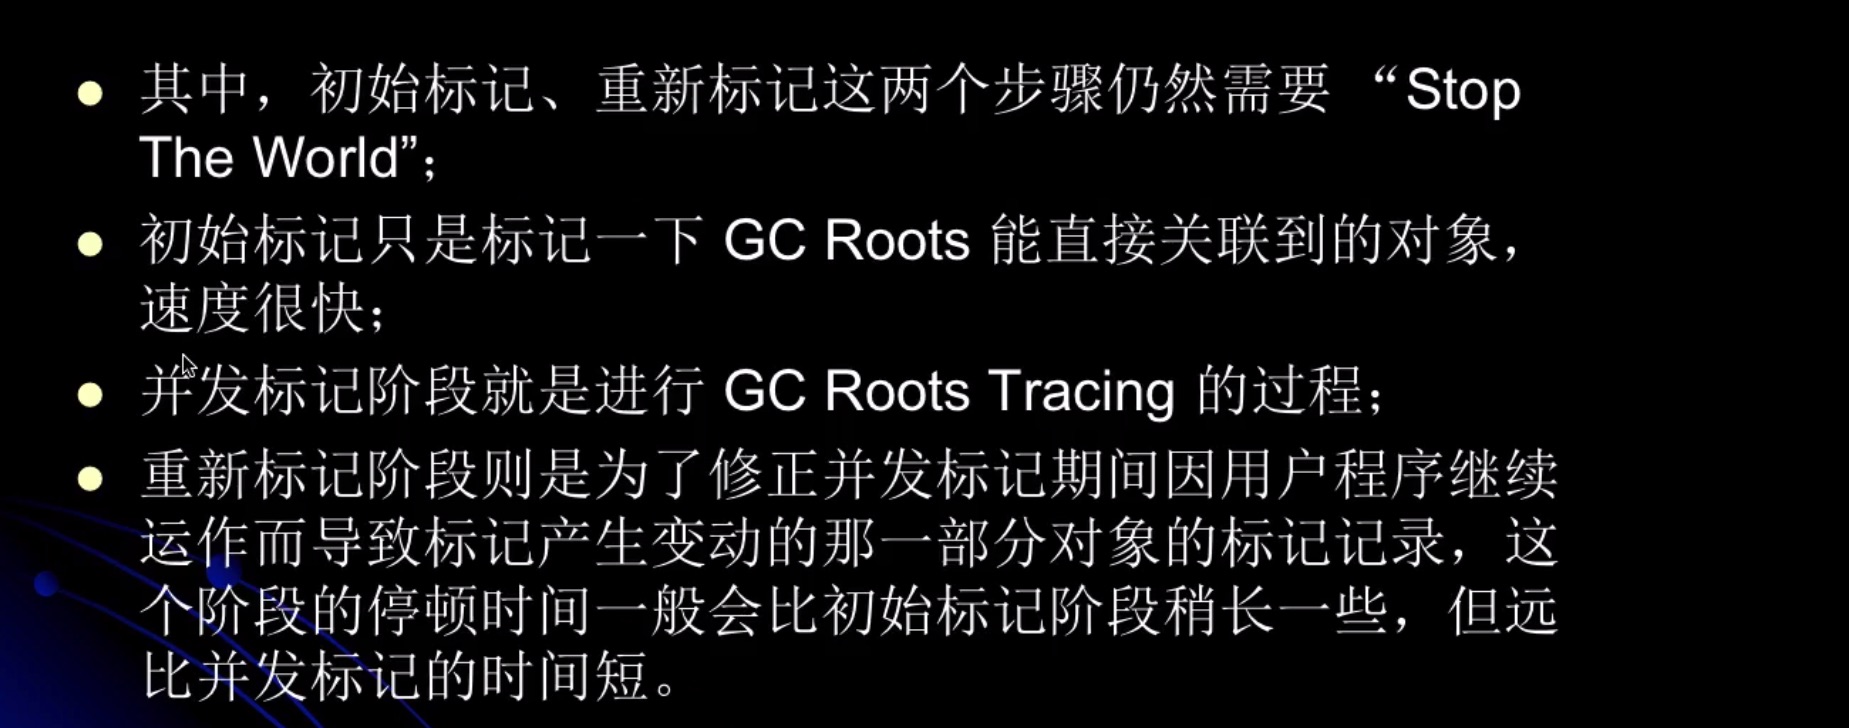 其中，初始标记、重新标记这两个步骤仍然需要 “Stop
The World”；
初始标记只是标记一下 GC Roots 能直接关联到的对象，
速度很快；
并发标记阶段就是进行 GC Roots Tracing 的过程；
重新标记阶段则是为了修正并发标记期间因用户程序继续
运作而导致标记产生变动的那一部分对象的标记记录，这
个阶段的停顿时间一般会比初始标记阶段稍长一些，但远
比并发标记的时间短。